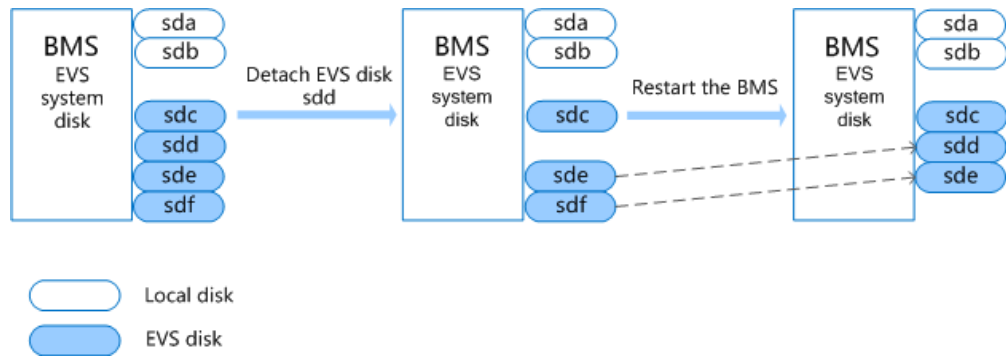 BMS
EVS
system
disk
sda
sdb
sdc
sdd
sde
sdf
Detach EVS disk
sdd
BMS
EVS
system
disk
sda
sdb
sdc
sde
sdf
Restart the BMS
BMS
EVS
system
disk
sda
sdb
sdc
sdd
sde
Local disk
EVS disk